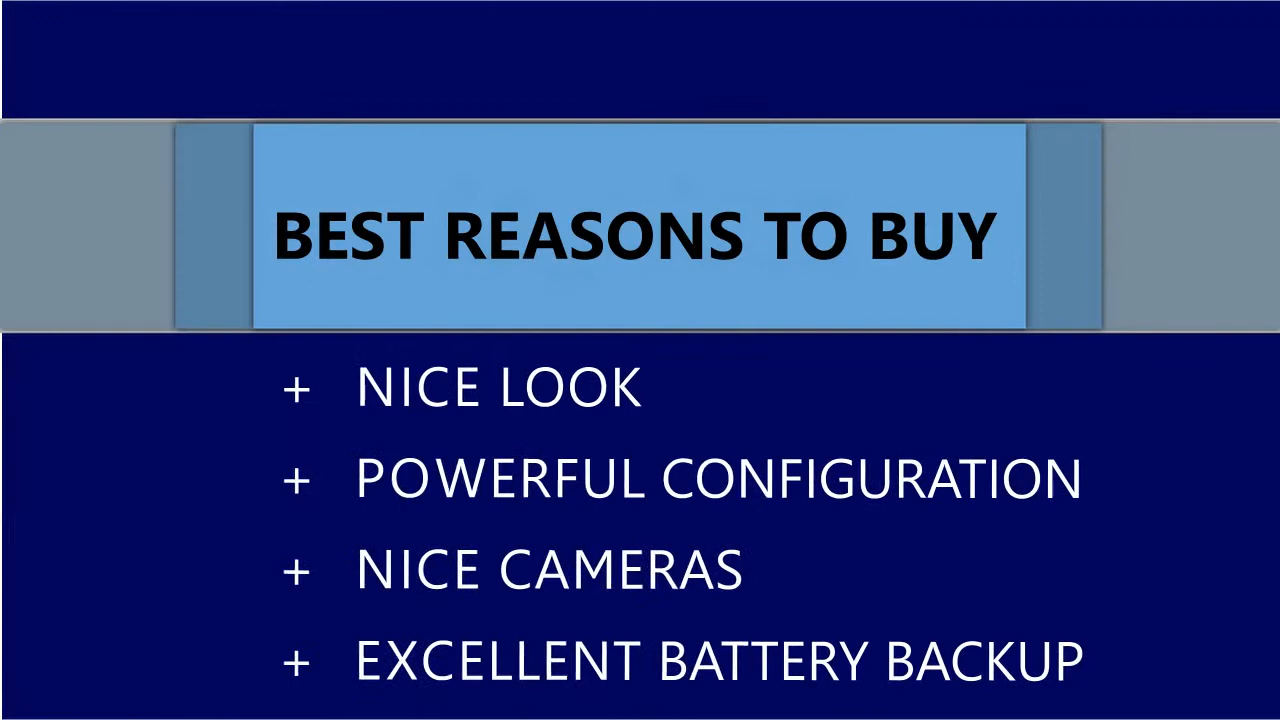 BEST REASONS TO BUY
+ NICE LOOK
+ POWERFUL CONFIGURATION
+ NICE CAMERAS
+ EXCELLENT BATTERY BACKUP